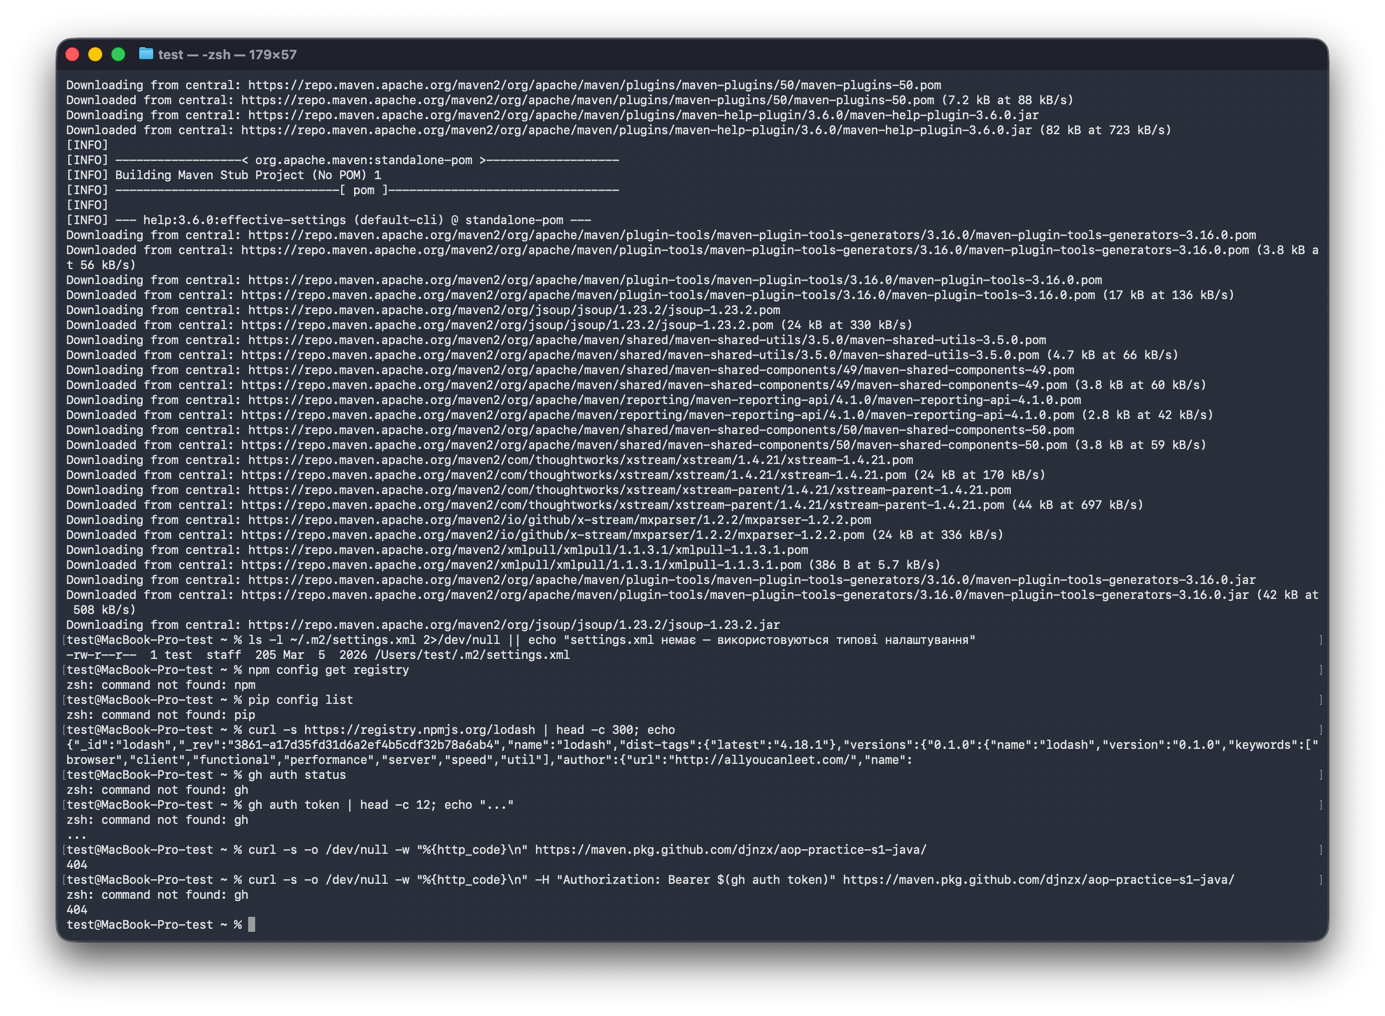 test — -zsh — 179×57
Downloading from central: https://repo.maven.apache.org/maven2/org/apache/maven/plugins/maven-plugins/50/maven-plugins-50.pom
Downloaded from central: https://repo.maven.apache.org/maven2/org/apache/maven/plugins/maven-plugins/50/maven-plugins-50.pom (7.2 kB at 88 kB/s)
Downloading from central: https://repo.maven.apache.org/maven2/org/apache/maven/plugins/maven-help-plugin/3.6.0/maven-help-plugin-3.6.0.jar
Downloaded from central: https://repo.maven.apache.org/maven2/org/apache/maven/plugins/maven-help-plugin/3.6.0/maven-help-plugin-3.6.0.jar (82 kB at 723 kB/s)
[INFO]
[INFO] ------------------< org.apache.maven:standalone-pom >-------------------
[INFO] Building Maven Stub Project (No POM) 1
[INFO] --------------------------------[ pom ]---------------------------------
[INFO]
[INFO] --- help:3.6.0:effective-settings (default-cli) @ standalone-pom ---
Downloading from central: https://repo.maven.apache.org/maven2/org/apache/maven/plugin-tools/maven-plugin-tools-generators/3.16.0/maven-plugin-tools-generators-3.16.0.pom
Downloaded from central: https://repo.maven.apache.org/maven2/org/apache/maven/plugin-tools/maven-plugin-tools-generators/3.16.0/maven-plugin-tools-generators-3.16.0.pom (3.8 kB a
t 56 kB/s)
Downloading from central: https://repo.maven.apache.org/maven2/org/apache/maven/plugin-tools/maven-plugin-tools/3.16.0/maven-plugin-tools-3.16.0.pom
Downloaded from central: https://repo.maven.apache.org/maven2/org/apache/maven/plugin-tools/maven-plugin-tools/3.16.0/maven-plugin-tools-3.16.0.pom (17 kB at 136 kB/s)
Downloading from central: https://repo.maven.apache.org/maven2/org/jsoup/jsoup/1.23.2/jsoup-1.23.2.pom
Downloaded from central: https://repo.maven.apache.org/maven2/org/jsoup/jsoup/1.23.2/jsoup-1.23.2.pom (24 kB at 330 kB/s)
Downloading from central: https://repo.maven.apache.org/maven2/org/apache/maven/shared/maven-shared-utils/3.5.0/maven-shared-utils-3.5.0.pom
Downloaded from central: https://repo.maven.apache.org/maven2/org/apache/maven/shared/maven-shared-utils/3.5.0/maven-shared-utils-3.5.0.pom (4.7 kB at 66 kB/s)
Downloading from central: https://repo.maven.apache.org/maven2/org/apache/maven/shared/maven-shared-components/49/maven-shared-components-49.pom
Downloaded from central: https://repo.maven.apache.org/maven2/org/apache/maven/shared/maven-shared-components/49/maven-shared-components-49.pom (3.8 kB at 60 kB/s)
Downloading from central: https://repo.maven.apache.org/maven2/org/apache/maven/reporting/maven-reporting-api/4.1.0/maven-reporting-api-4.1.0.pom
Downloaded from central: https://repo.maven.apache.org/maven2/org/apache/maven/reporting/maven-reporting-api/4.1.0/maven-reporting-api-4.1.0.pom (2.8 kB at 42 kB/s)
Downloading from central: https://repo.maven.apache.org/maven2/org/apache/maven/shared/maven-shared-components/50/maven-shared-components-50.pom
Downloaded from central: https://repo.maven.apache.org/maven2/org/apache/maven/shared/maven-shared-components/50/maven-shared-components-50.pom (3.8 kB at 59 kB/s)
Downloading from central: https://repo.maven.apache.org/maven2/com/thoughtworks/xstream/xstream/1.4.21/xstream-1.4.21.pom
Downloaded from central: https://repo.maven.apache.org/maven2/com/thoughtworks/xstream/xstream/1.4.21/xstream-1.4.21.pom (24 kB at 170 kB/s)
Downloading from central: https://repo.maven.apache.org/maven2/com/thoughtworks/xstream/xstream-parent/1.4.21/xstream-parent-1.4.21.pom
Downloaded from central: https://repo.maven.apache.org/maven2/com/thoughtworks/xstream/xstream-parent/1.4.21/xstream-parent-1.4.21.pom (44 kB at 697 kB/s)
Downloading from central: https://repo.maven.apache.org/maven2/io/github/x-stream/mxparser/1.2.2/mxparser-1.2.2.pom
Downloaded from central: https://repo.maven.apache.org/maven2/io/github/x-stream/mxparser/1.2.2/mxparser-1.2.2.pom (24 kB at 336 kB/s)
Downloading from central: https://repo.maven.apache.org/maven2/xmlpull/xmlpull/1.1.3.1/xmlpull-1.1.3.1.pom
Downloaded from central: https://repo.maven.apache.org/maven2/xmlpull/xmlpull/1.1.3.1/xmlpull-1.1.3.1.pom (386 B at 5.7 kB/s)
Downloading from central: https://repo.maven.apache.org/maven2/org/apache/maven/plugin-tools/maven-plugin-tools-generators/3.16.0/maven-plugin-tools-generators-3.16.0.jar
Downloaded from central: https://repo.maven.apache.org/maven2/org/apache/maven/plugin-tools/maven-plugin-tools-generators/3.16.0/maven-plugin-tools-generators-3.16.0.jar (42 kB at
508 kB/s)
Downloading from central: https://repo.maven.apache.org/maven2/org/jsoup/jsoup/1.23.2/jsoup-1.23.2.jar
[test@MacBook-Pro-test ~ % ls -l ~/.m2/settings.xml 2>/dev/null || echo "settings.xml немає — використовуються типові налаштування" ]
-rw-r--r--  1 test  staff  205 Mar  5  2026 /Users/test/.m2/settings.xml
[test@MacBook-Pro-test ~ % npm config get registry ]
zsh: command not found: npm
[test@MacBook-Pro-test ~ % pip config list ]
zsh: command not found: pip
[test@MacBook-Pro-test ~ % curl -s https://registry.npmjs.org/lodash | head -c 300; echo ]
{"_id":"lodash","_rev":"3861-a17d35fd31d6a2ef4b5cdf32b78a6ab4","name":"lodash","dist-tags":{"latest":"4.18.1"},"versions":{"0.1.0":{"name":"lodash","version":"0.1.0","keywords":["
browser","client","functional","performance","server","speed","util"],"author":{"url":"http://allyoucanleet.com/","name":
[test@MacBook-Pro-test ~ % gh auth status ]
zsh: command not found: gh
[test@MacBook-Pro-test ~ % gh auth token | head -c 12; echo "..." ]
zsh: command not found: gh
...
[test@MacBook-Pro-test ~ % curl -s -o /dev/null -w "%{http_code}\n" https://maven.pkg.github.com/djnzx/aop-practice-s1-java/ ]
404
[test@MacBook-Pro-test ~ % curl -s -o /dev/null -w "%{http_code}\n" -H "Authorization: Bearer $(gh auth token)" https://maven.pkg.github.com/djnzx/aop-practice-s1-java/ ]
zsh: command not found: gh
404
test@MacBook-Pro-test ~ %